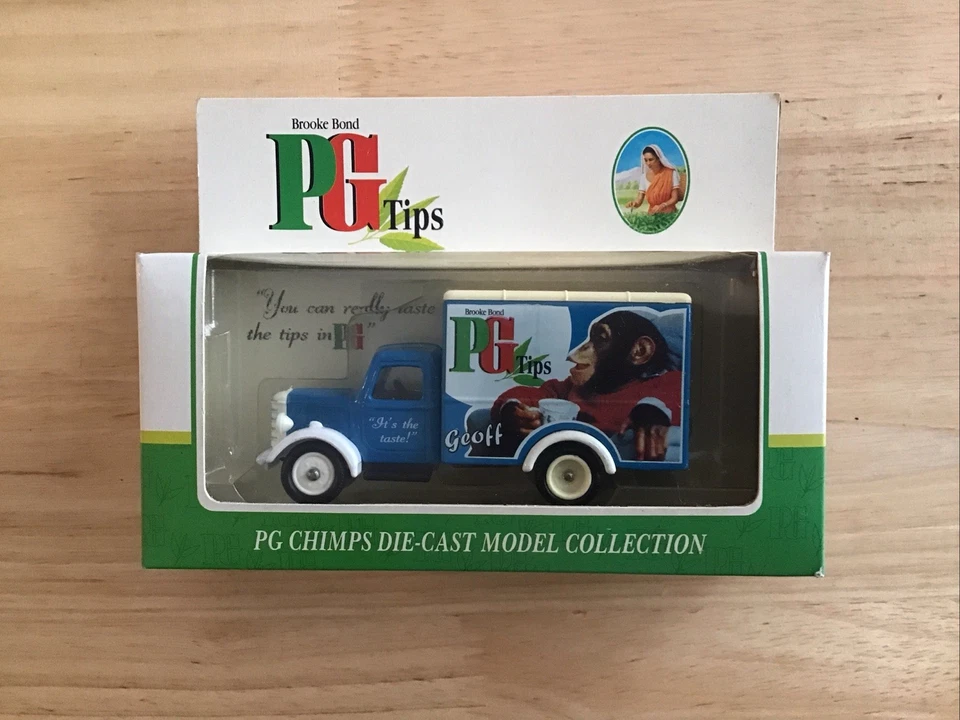 Brooke Bond
PG Tips
"You can really taste
the tips in PG"
Brooke Bond
PG Tips
"It's the
taste!"
Geoff
PG CHIMPS DIE-CAST MODEL COLLECTION